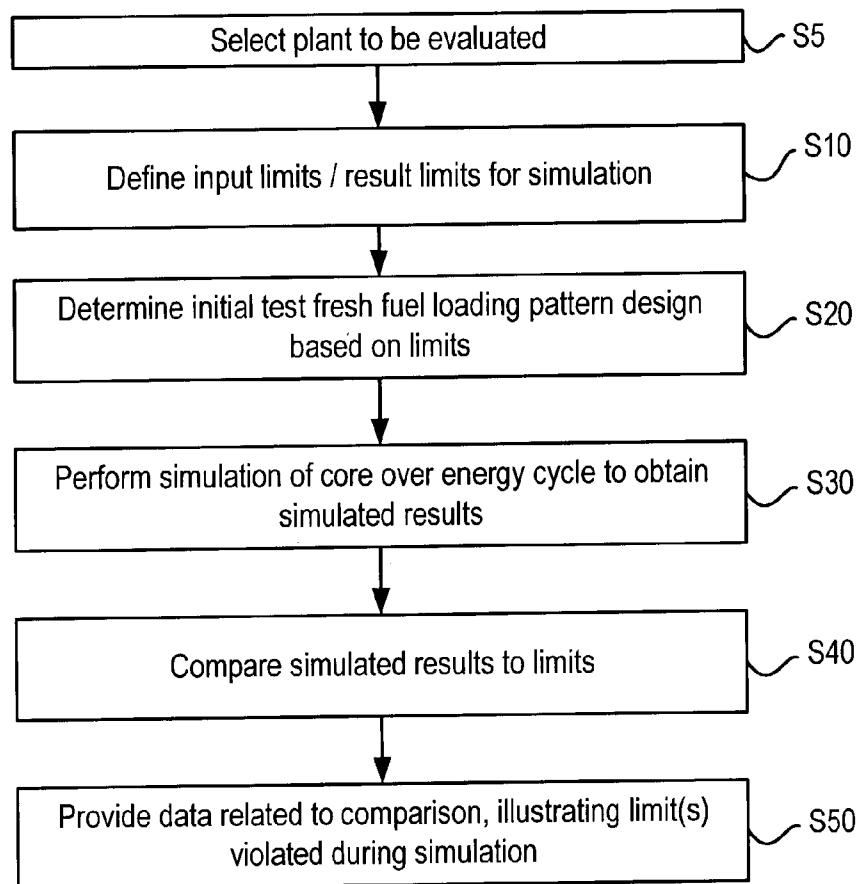 Select plant to be evaluated
S5
Define input limits / result limits for simulation
S10
Determine initial test fresh fuel loading pattern design
based on limits
S20
Perform simulation of core over energy cycle to obtain
simulated results
S30
Compare simulated results to limits
S40
Provide data related to comparison, illustrating limit(s)
violated during simulation
S50